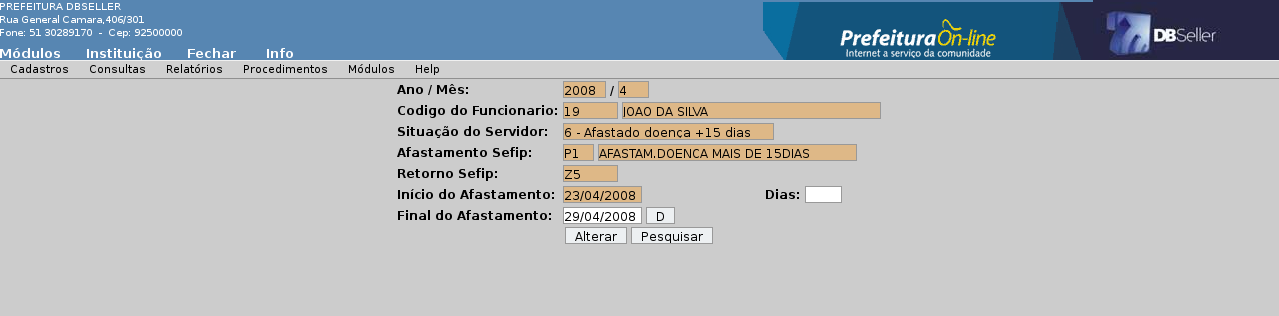 PREFEITURA DBSELLER
Rua General Camara,406/301
Fone: 51 30289170 - Cep: 92500000
Módulos Instituição Fechar Info
Prefeitura On-line
Internet a serviço da comunidade
DBSeller
Cadastros Consultas Relatórios Procedimentos Módulos Help
Ano / Mês: 2008 / 4
Codigo do Funcionario: 19 JOAO DA SILVA
Situação do Servidor: 6 - Afastado doença +15 dias
Afastamento Sefip: P1 AFASTAM.DOENCA MAIS DE 15DIAS
Retorno Sefip: Z5
Início do Afastamento: 23/04/2008 Dias:
Final do Afastamento: 29/04/2008 D
Alterar Pesquisar